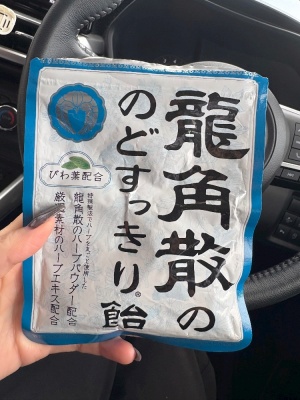 龍角散の
のどすっきり®飴
びわ葉配合
特殊製法でハーブをまるごと使用した
龍角散のハーブパウダー配合
厳選素材のハーブエキス配合